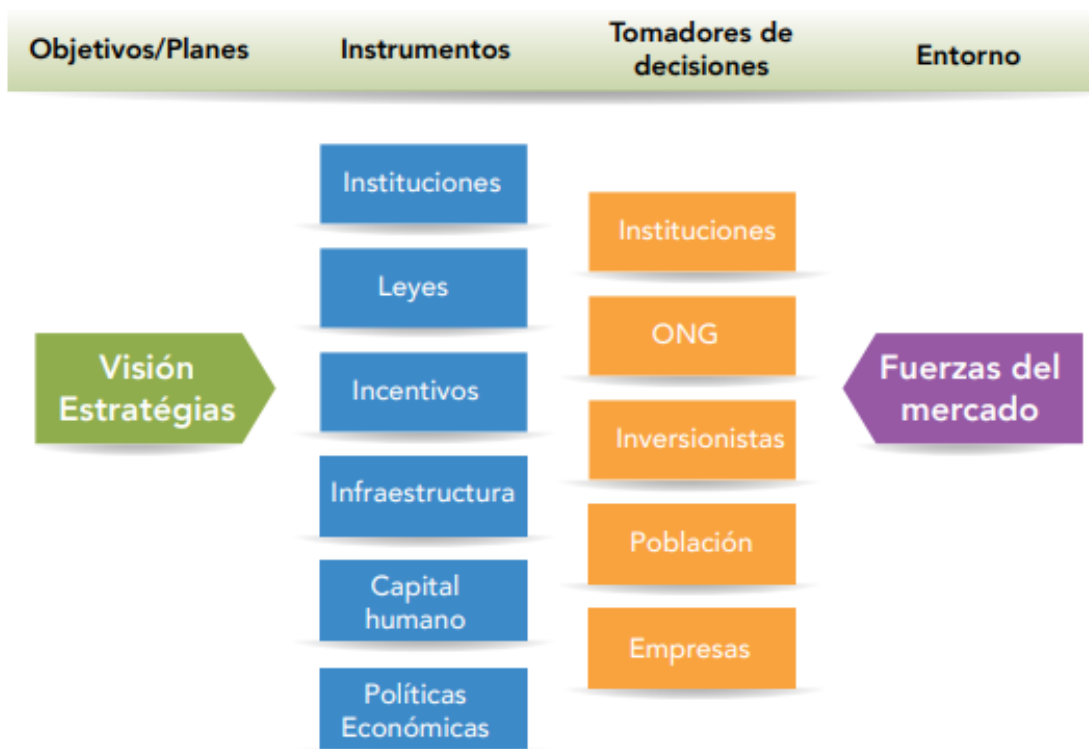 Objetivos/Planes
Instrumentos
Tomadores de
decisiones
Entorno
Visión
Estratégias
Instituciones
Leyes
Incentivos
Infraestructura
Capital
humano
Políticas
Económicas
Instituciones
ONG
Inversionistas
Población
Empresas
Fuerzas del
mercado